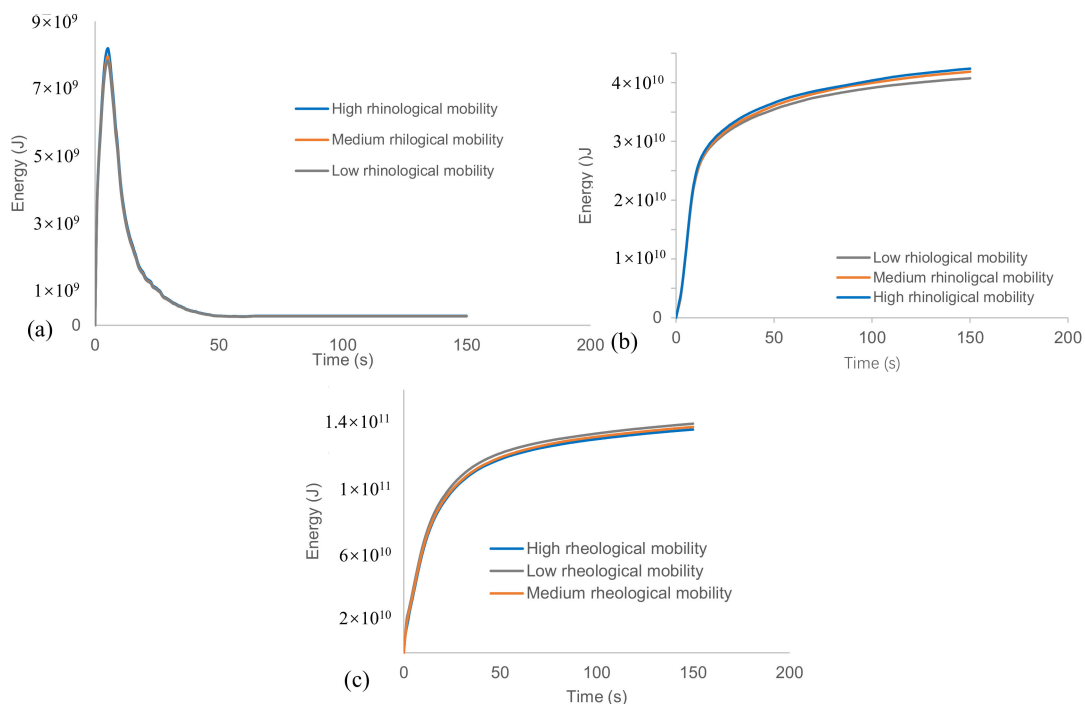 9×10⁹
7×10⁹
5×10⁹
3×10⁹
1×10⁹
0
Energy (J)
High rhinological mobility
Medium rhilogical mobility
Low rhinological mobility
0 50 100 150 200
Time (s)
(a)
4×10¹⁰
3×10¹⁰
2×10¹⁰
1×10¹⁰
0
Energy ()J
Low rhiological mobility
Medium rhinoligcal mobility
High rhinoligical mobility
0 50 100 150 200
Time (s)
(b)
1.4×10¹¹
1×10¹¹
6×10¹⁰
2×10¹⁰
Energy (J)
High rheological mobility
Low rheological mobility
Medium rheological mobility
0 50 100 150 200
Time (s)
(c)